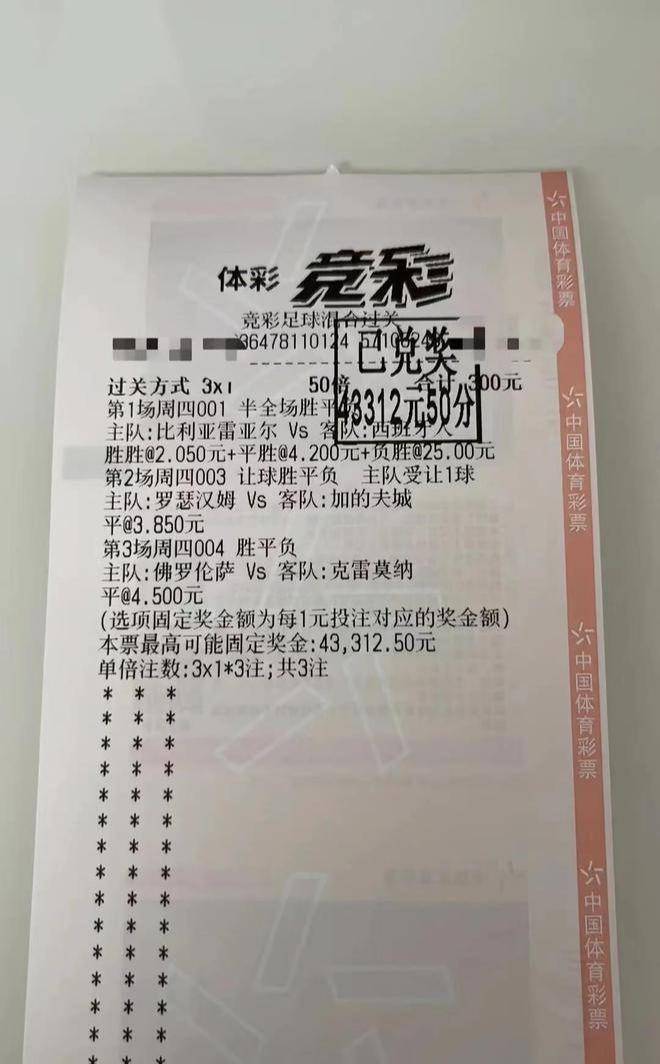 体彩 竞彩
竞彩足球混合过关
36478110124
已兑奖
43312元50分
过关方式 3x1 50倍 合计 300元
第1场周四001 半全场胜平
主队:比利亚雷亚尔 Vs 客队:西班牙人
胜胜@2.050元+平胜@4.200元+负胜@25.00元
第2场周四003 让球胜平负 主队受让1球
主队:罗瑟汉姆 Vs 客队:加的夫城
平@3.850元
第3场周四004 胜平负
主队:佛罗伦萨 Vs 客队:克雷莫纳
平@4.500元
(选项固定奖金额为每1元投注对应的奖金额)
本票最高可能固定奖金:43,312.50元
单倍注数:3x1*3注;共3注
中国体育彩票
中国体育彩票
中国体育彩票
中国体育彩票